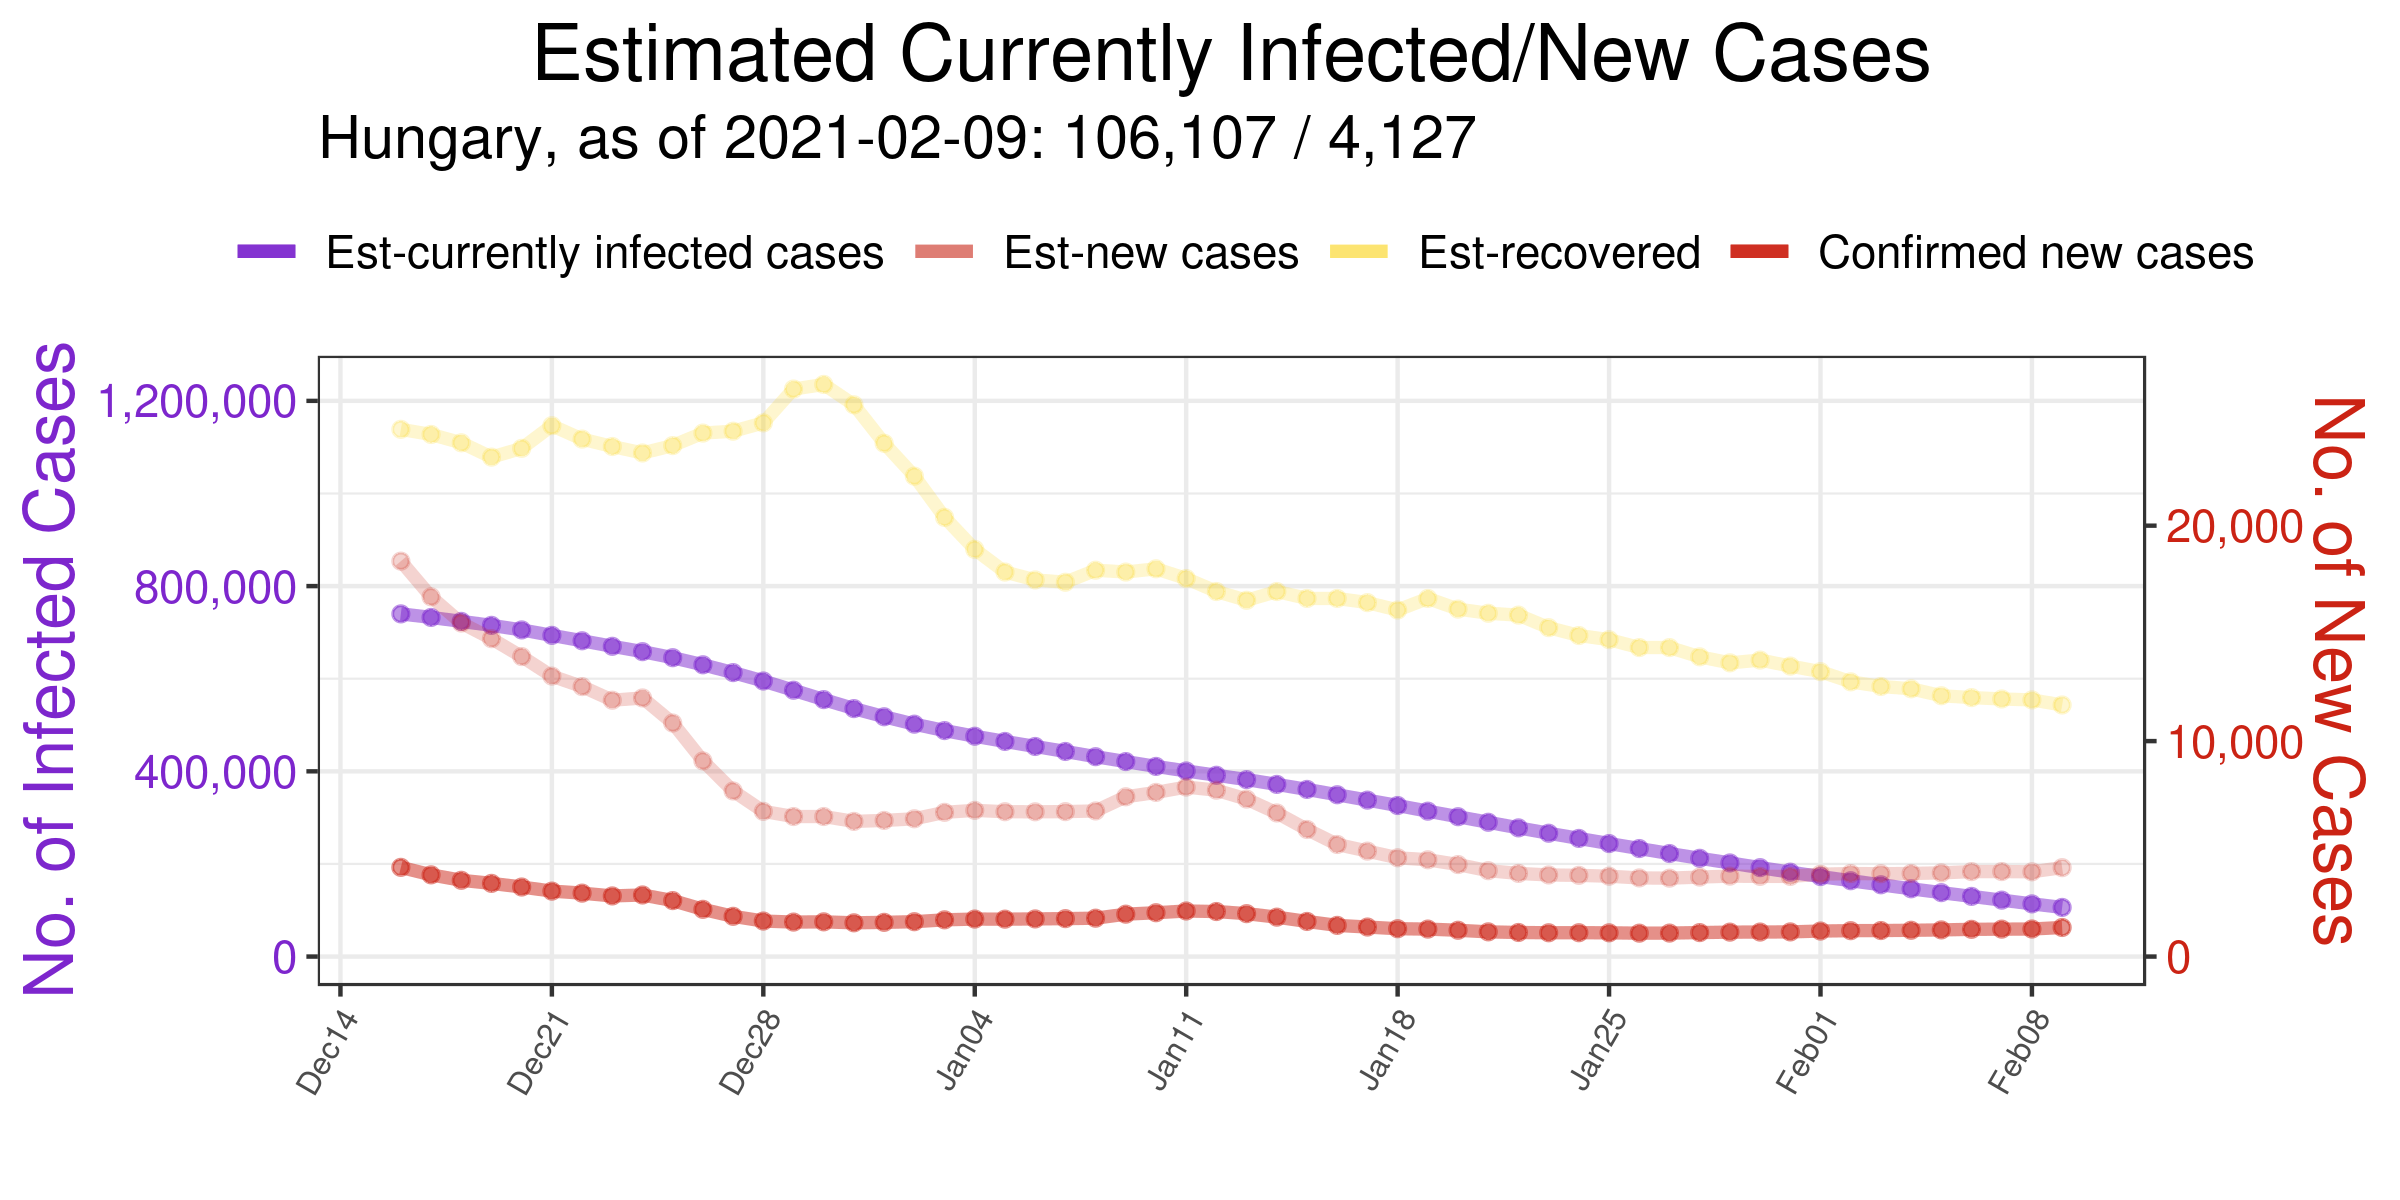 Estimated Currently Infected/New Cases
Hungary, as of 2021-02-09: 106,107 / 4,127
Est-currently infected cases Est-new cases Est-recovered Confirmed new cases
No. of Infected Cases
1,200,000
800,000
400,000
0
20,000
10,000
0
No. of New Cases
Dec14 Dec21 Dec28 Jan04 Jan11 Jan18 Jan25 Feb01 Feb08